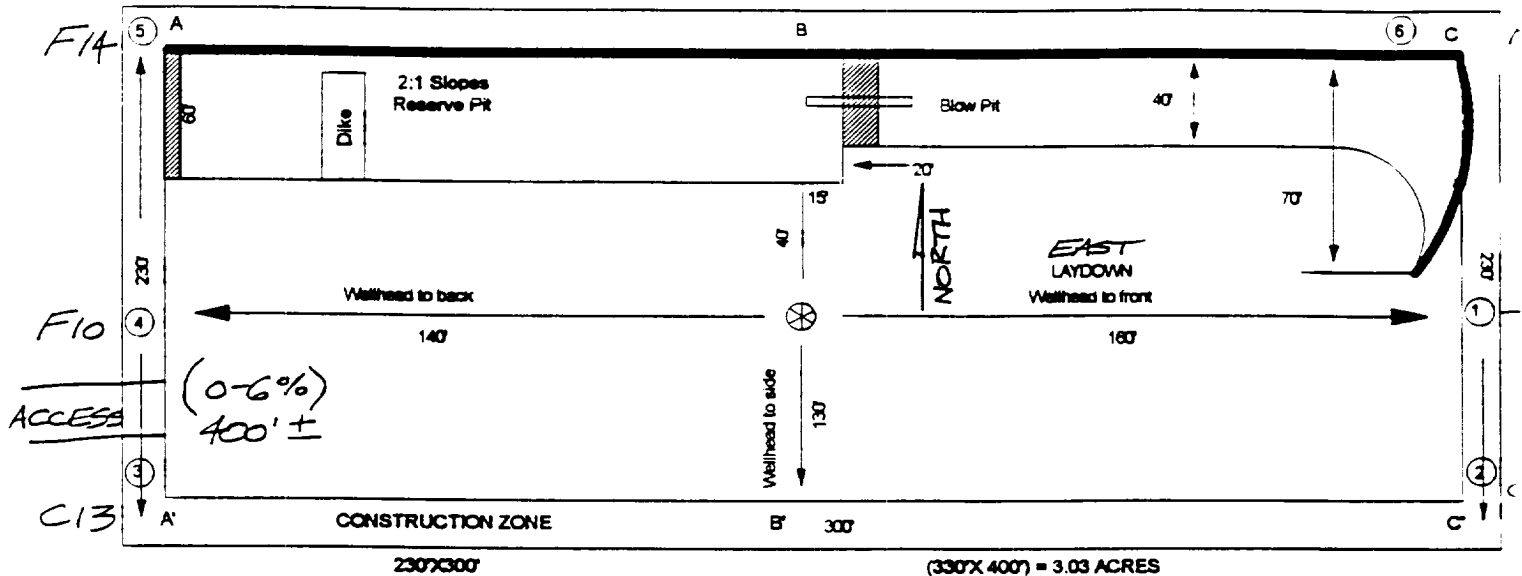 F14 5 A B 6 C
2:1 Slopes
Reserve Pit
60'
Dike
Blow Pit
40'
20'
15'
70'
40'
NORTH
EAST
LAYDOWN
230'
230'
Wellhead to back
Wellhead to front
F10 4
1
140'
160'
(0-6%)
ACCESS
400' ±
Wellhead to side
130'
3
2
C13 A' CONSTRUCTION ZONE B' 300' C'
230'X300'
(330'X 400') = 3.03 ACRES